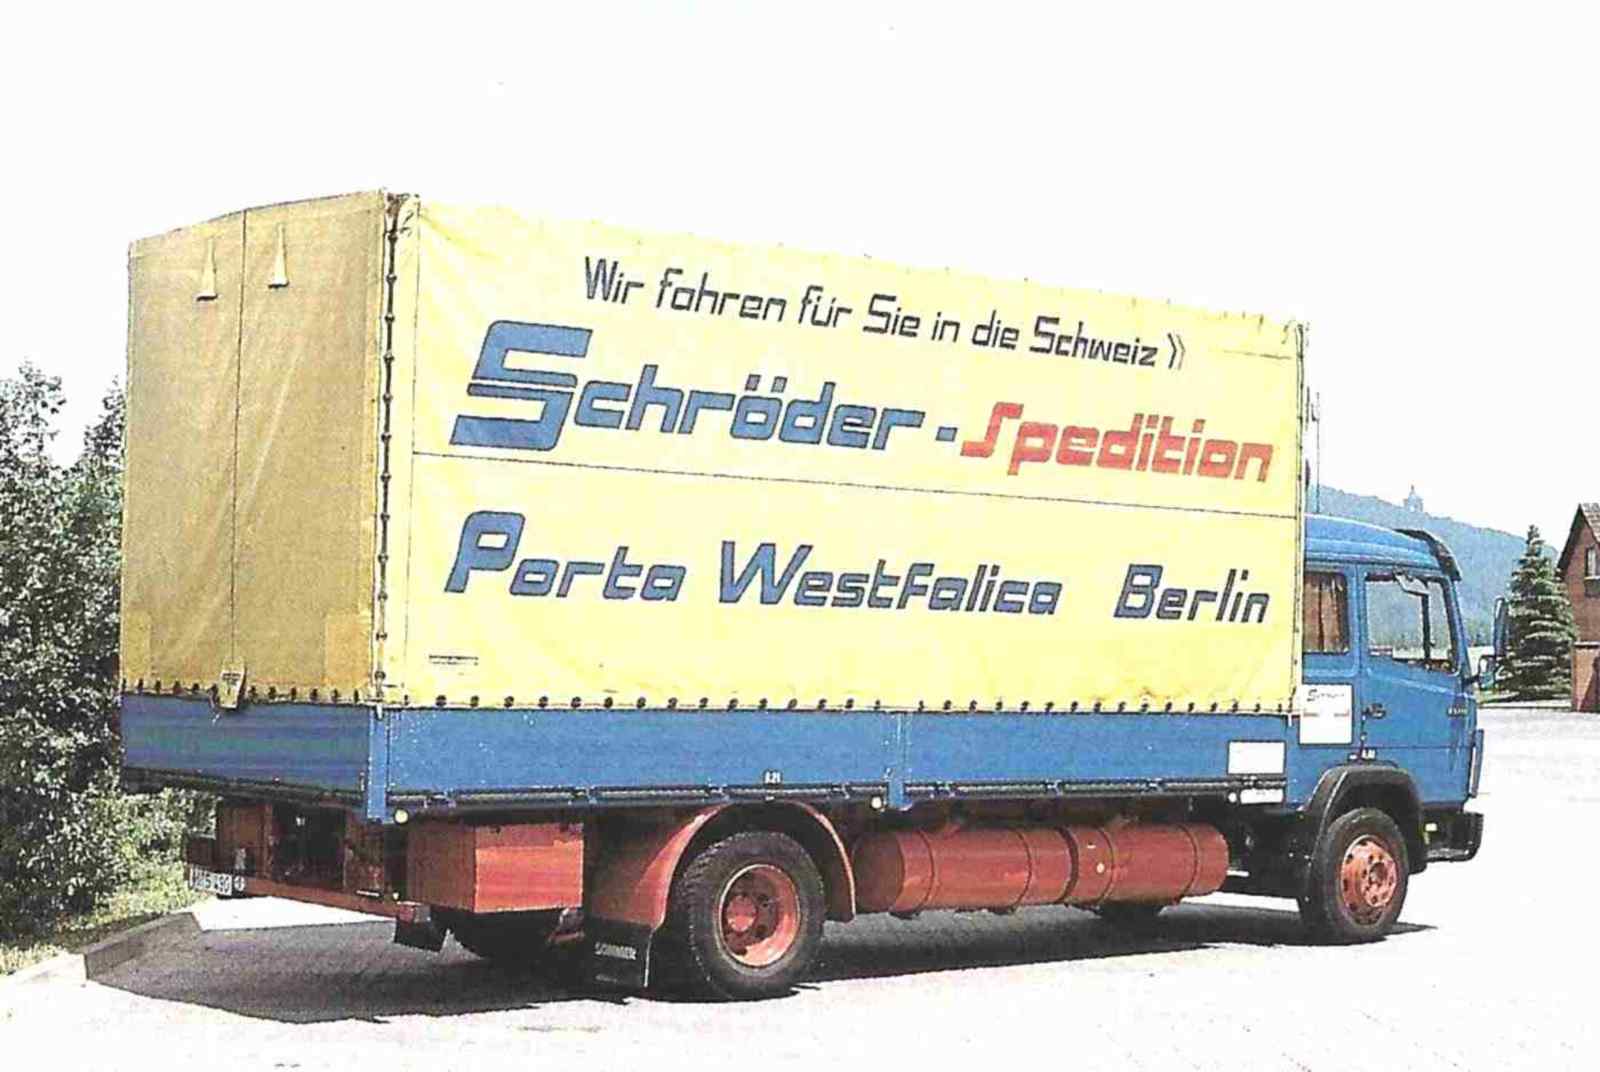 Wir fahren für Sie in die Schweiz »
Schröder - Spedition
Porta Westfalica Berlin